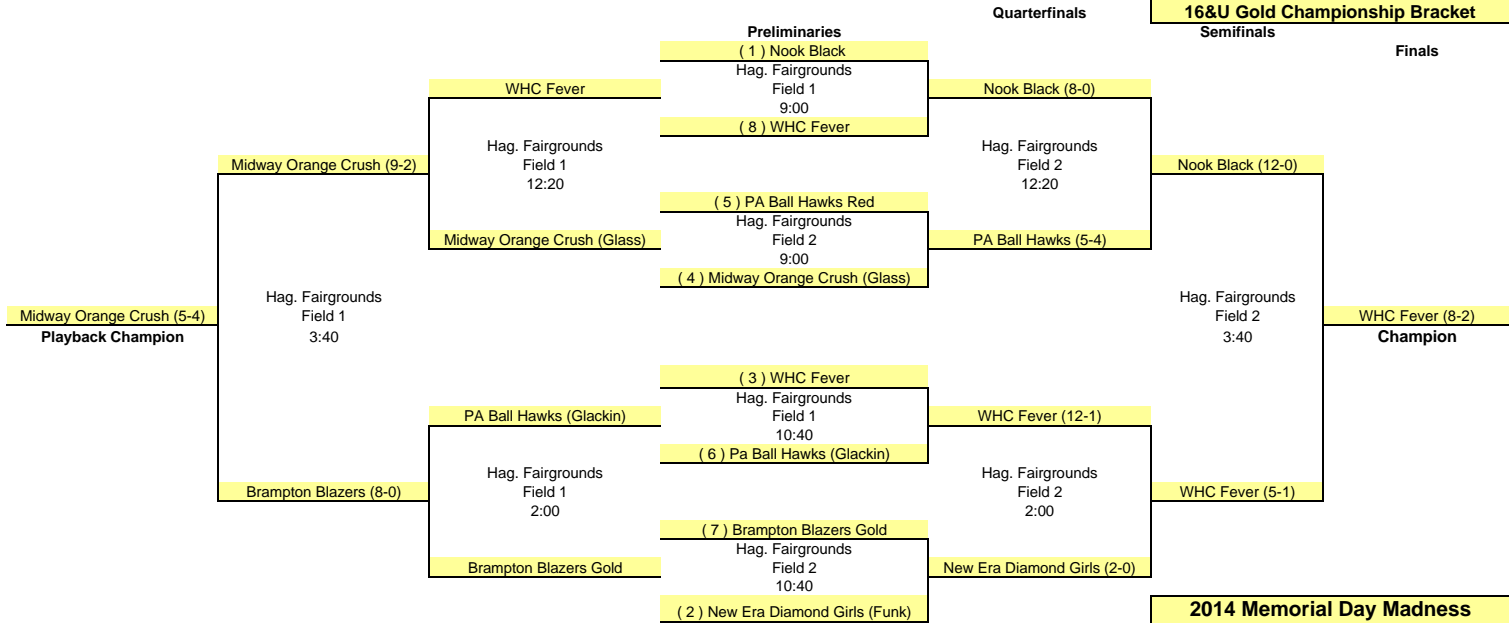 Quarterfinals
16&U Gold Championship Bracket
Preliminaries
Semifinals
( 1 ) Nook Black
Finals
Hag. Fairgrounds
WHC Fever
Field 1
Nook Black (8-0)
9:00
( 8 ) WHC Fever
Hag. Fairgrounds
Hag. Fairgrounds
Midway Orange Crush (9-2)
Field 1
Field 2
Nook Black (12-0)
12:20
12:20
( 5 ) PA Ball Hawks Red
Hag. Fairgrounds
Midway Orange Crush (Glass)
Field 2
PA Ball Hawks (5-4)
9:00
( 4 ) Midway Orange Crush (Glass)
Hag. Fairgrounds
Hag. Fairgrounds
Midway Orange Crush (5-4)
Field 1
Field 2
WHC Fever (8-2)
Playback Champion
3:40
3:40
Champion
( 3 ) WHC Fever
Hag. Fairgrounds
PA Ball Hawks (Glackin)
Field 1
WHC Fever (12-1)
10:40
( 6 ) Pa Ball Hawks (Glackin)
Hag. Fairgrounds
Hag. Fairgrounds
Brampton Blazers (8-0)
Field 1
Field 2
WHC Fever (5-1)
2:00
2:00
( 7 ) Brampton Blazers Gold
Hag. Fairgrounds
Brampton Blazers Gold
Field 2
New Era Diamond Girls (2-0)
10:40
( 2 ) New Era Diamond Girls (Funk)
2014 Memorial Day Madness